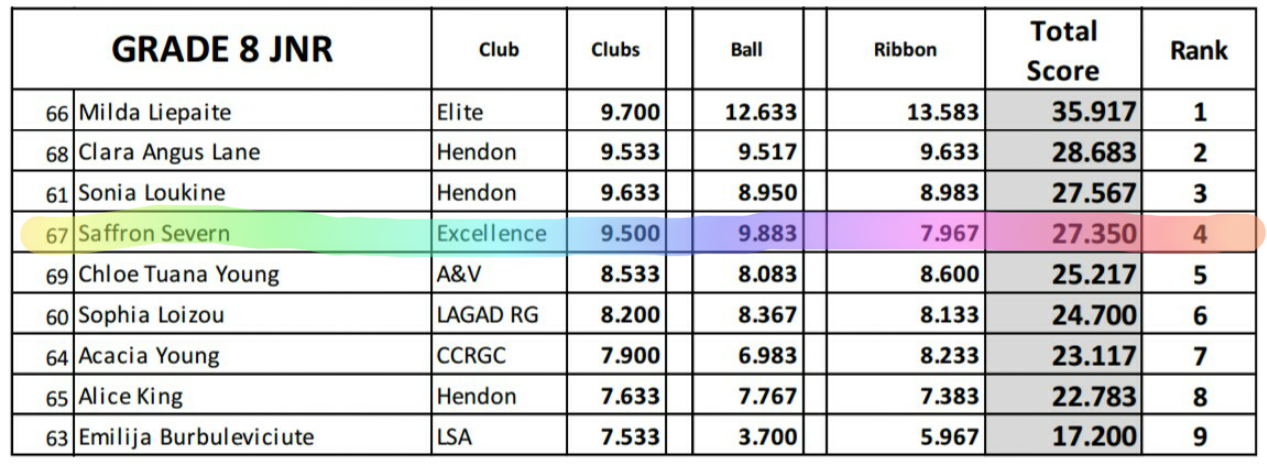 GRADE 8 JNR Club Clubs Ball Ribbon Total Score Rank
66 Milda Liepaite Elite 9.700 12.633 13.583 35.917 1
68 Clara Angus Lane Hendon 9.533 9.517 9.633 28.683 2
61 Sonia Loukine Hendon 9.633 8.950 8.983 27.567 3
67 Saffron Severn Excellence 9.500 9.883 7.967 27.350 4
69 Chloe Tuana Young A&V 8.533 8.083 8.600 25.217 5
60 Sophia Loizou LAGAD RG 8.200 8.367 8.133 24.700 6
64 Acacia Young CCRGC 7.900 6.983 8.233 23.117 7
65 Alice King Hendon 7.633 7.767 7.383 22.783 8
63 Emilija Burbuleviciute LSA 7.533 3.700 5.967 17.200 9